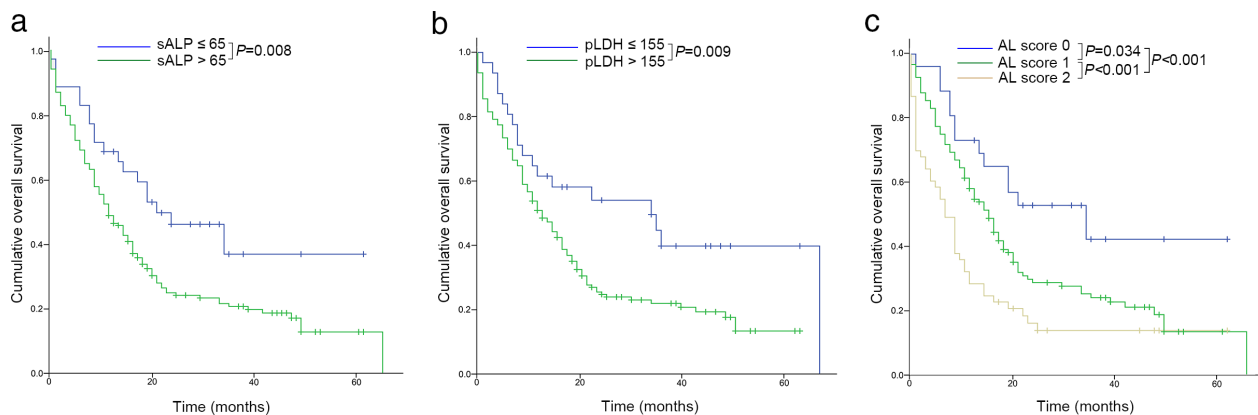 a
sALP ≤ 65
sALP > 65
P=0.008
Cumulative overall survival
1.0
0.8
0.6
0.4
0.2
0.0
0
20
40
60
Time (months)
b
pLDH ≤ 155
pLDH > 155
P=0.009
Cumulative overall survival
1.0
0.8
0.6
0.4
0.2
0.0
0
20
40
60
Time (months)
c
AL score 0
AL score 1
AL score 2
P=0.034
P<0.001
P<0.001
Cumulative overall survival
1.0
0.8
0.6
0.4
0.2
0.0
0
20
40
60
Time (months)